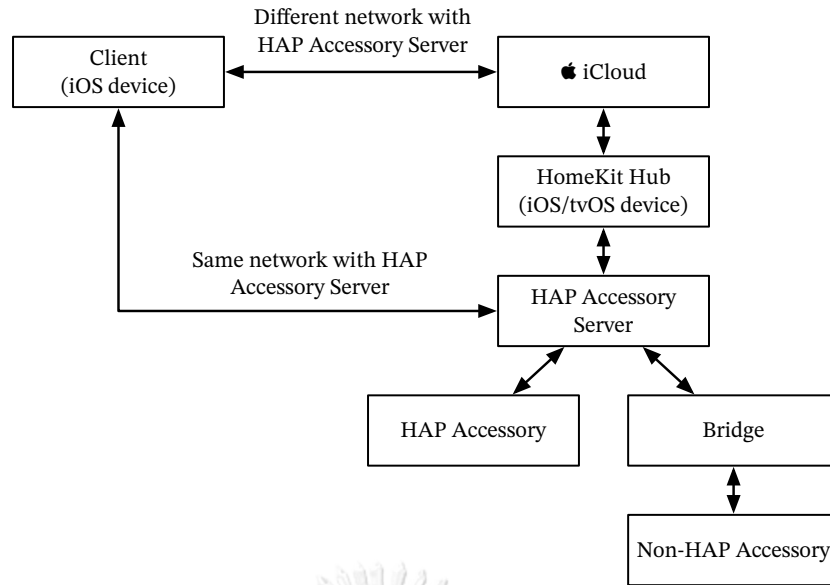 Different network with
HAP Accessory Server
Client
(iOS device)
iCloud
HomeKit Hub
(iOS/tvOS device)
Same network with HAP
Accessory Server
HAP Accessory
Server
HAP Accessory
Bridge
Non-HAP Accessory